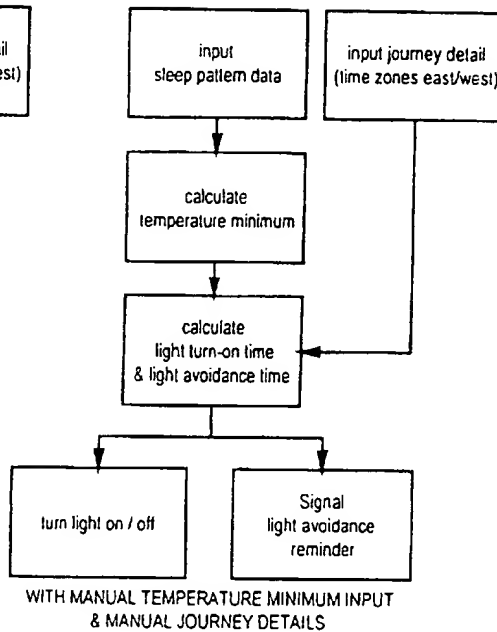 il
est)
input
sleep pattern data
input journey detail
(time zones east/west)
calculate
temperature minimum
calculate
light turn-on time
& light avoidance time
turn light on / off
Signal
light avoidance
reminder
WITH MANUAL TEMPERATURE MINIMUM INPUT
& MANUAL JOURNEY DETAILS